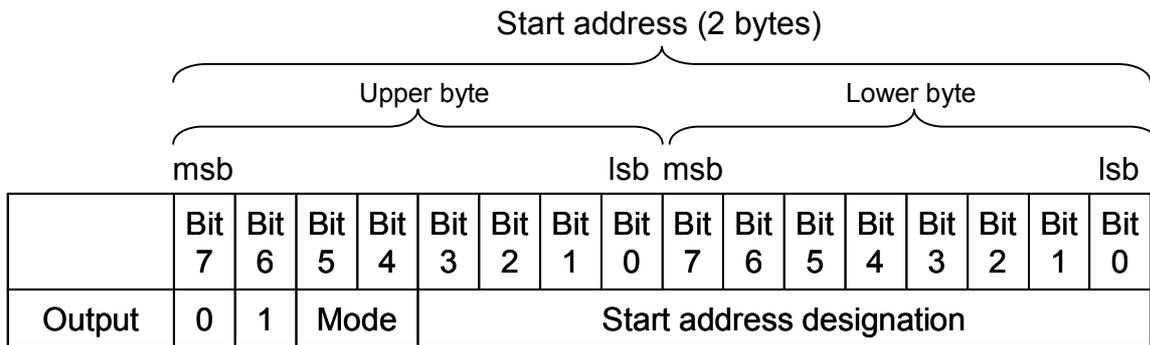 Start address (2 bytes)
Upper byte Lower byte
msb lsb msb lsb
Bit 7 Bit 6 Bit 5 Bit 4 Bit 3 Bit 2 Bit 1 Bit 0 Bit 7 Bit 6 Bit 5 Bit 4 Bit 3 Bit 2 Bit 1 Bit 0
Output 0 1 Mode Start address designation